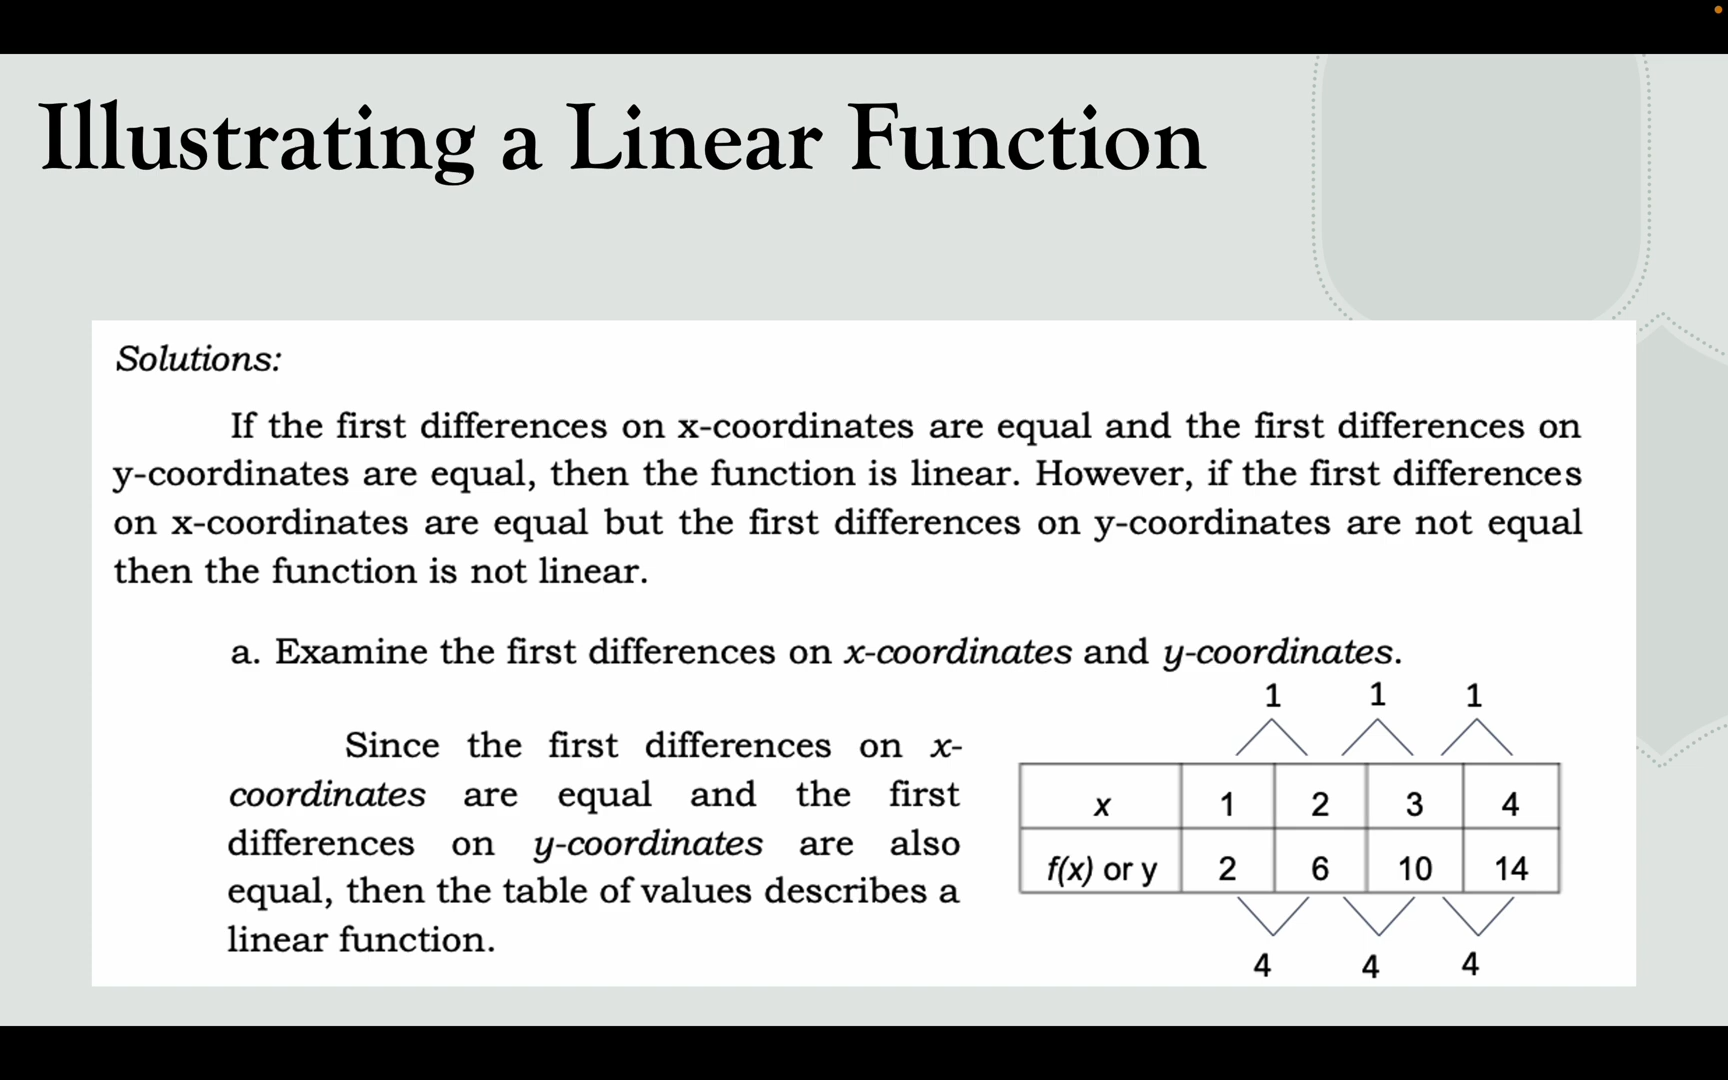 Illustrating a Linear Function
Solutions:
If the first differences on x-coordinates are equal and the first differences on
y-coordinates are equal, then the function is linear. However, if the first differences
on x-coordinates are equal but the first differences on y-coordinates are not equal
then the function is not linear.
a. Examine the first differences on x-coordinates and y-coordinates.
Since the first differences on x-
coordinates are equal and the first
differences on y-coordinates are also
equal, then the table of values describes a
linear function.
1 1 1
x 1 2 3 4
f(x) or y 2 6 10 14
4 4 4